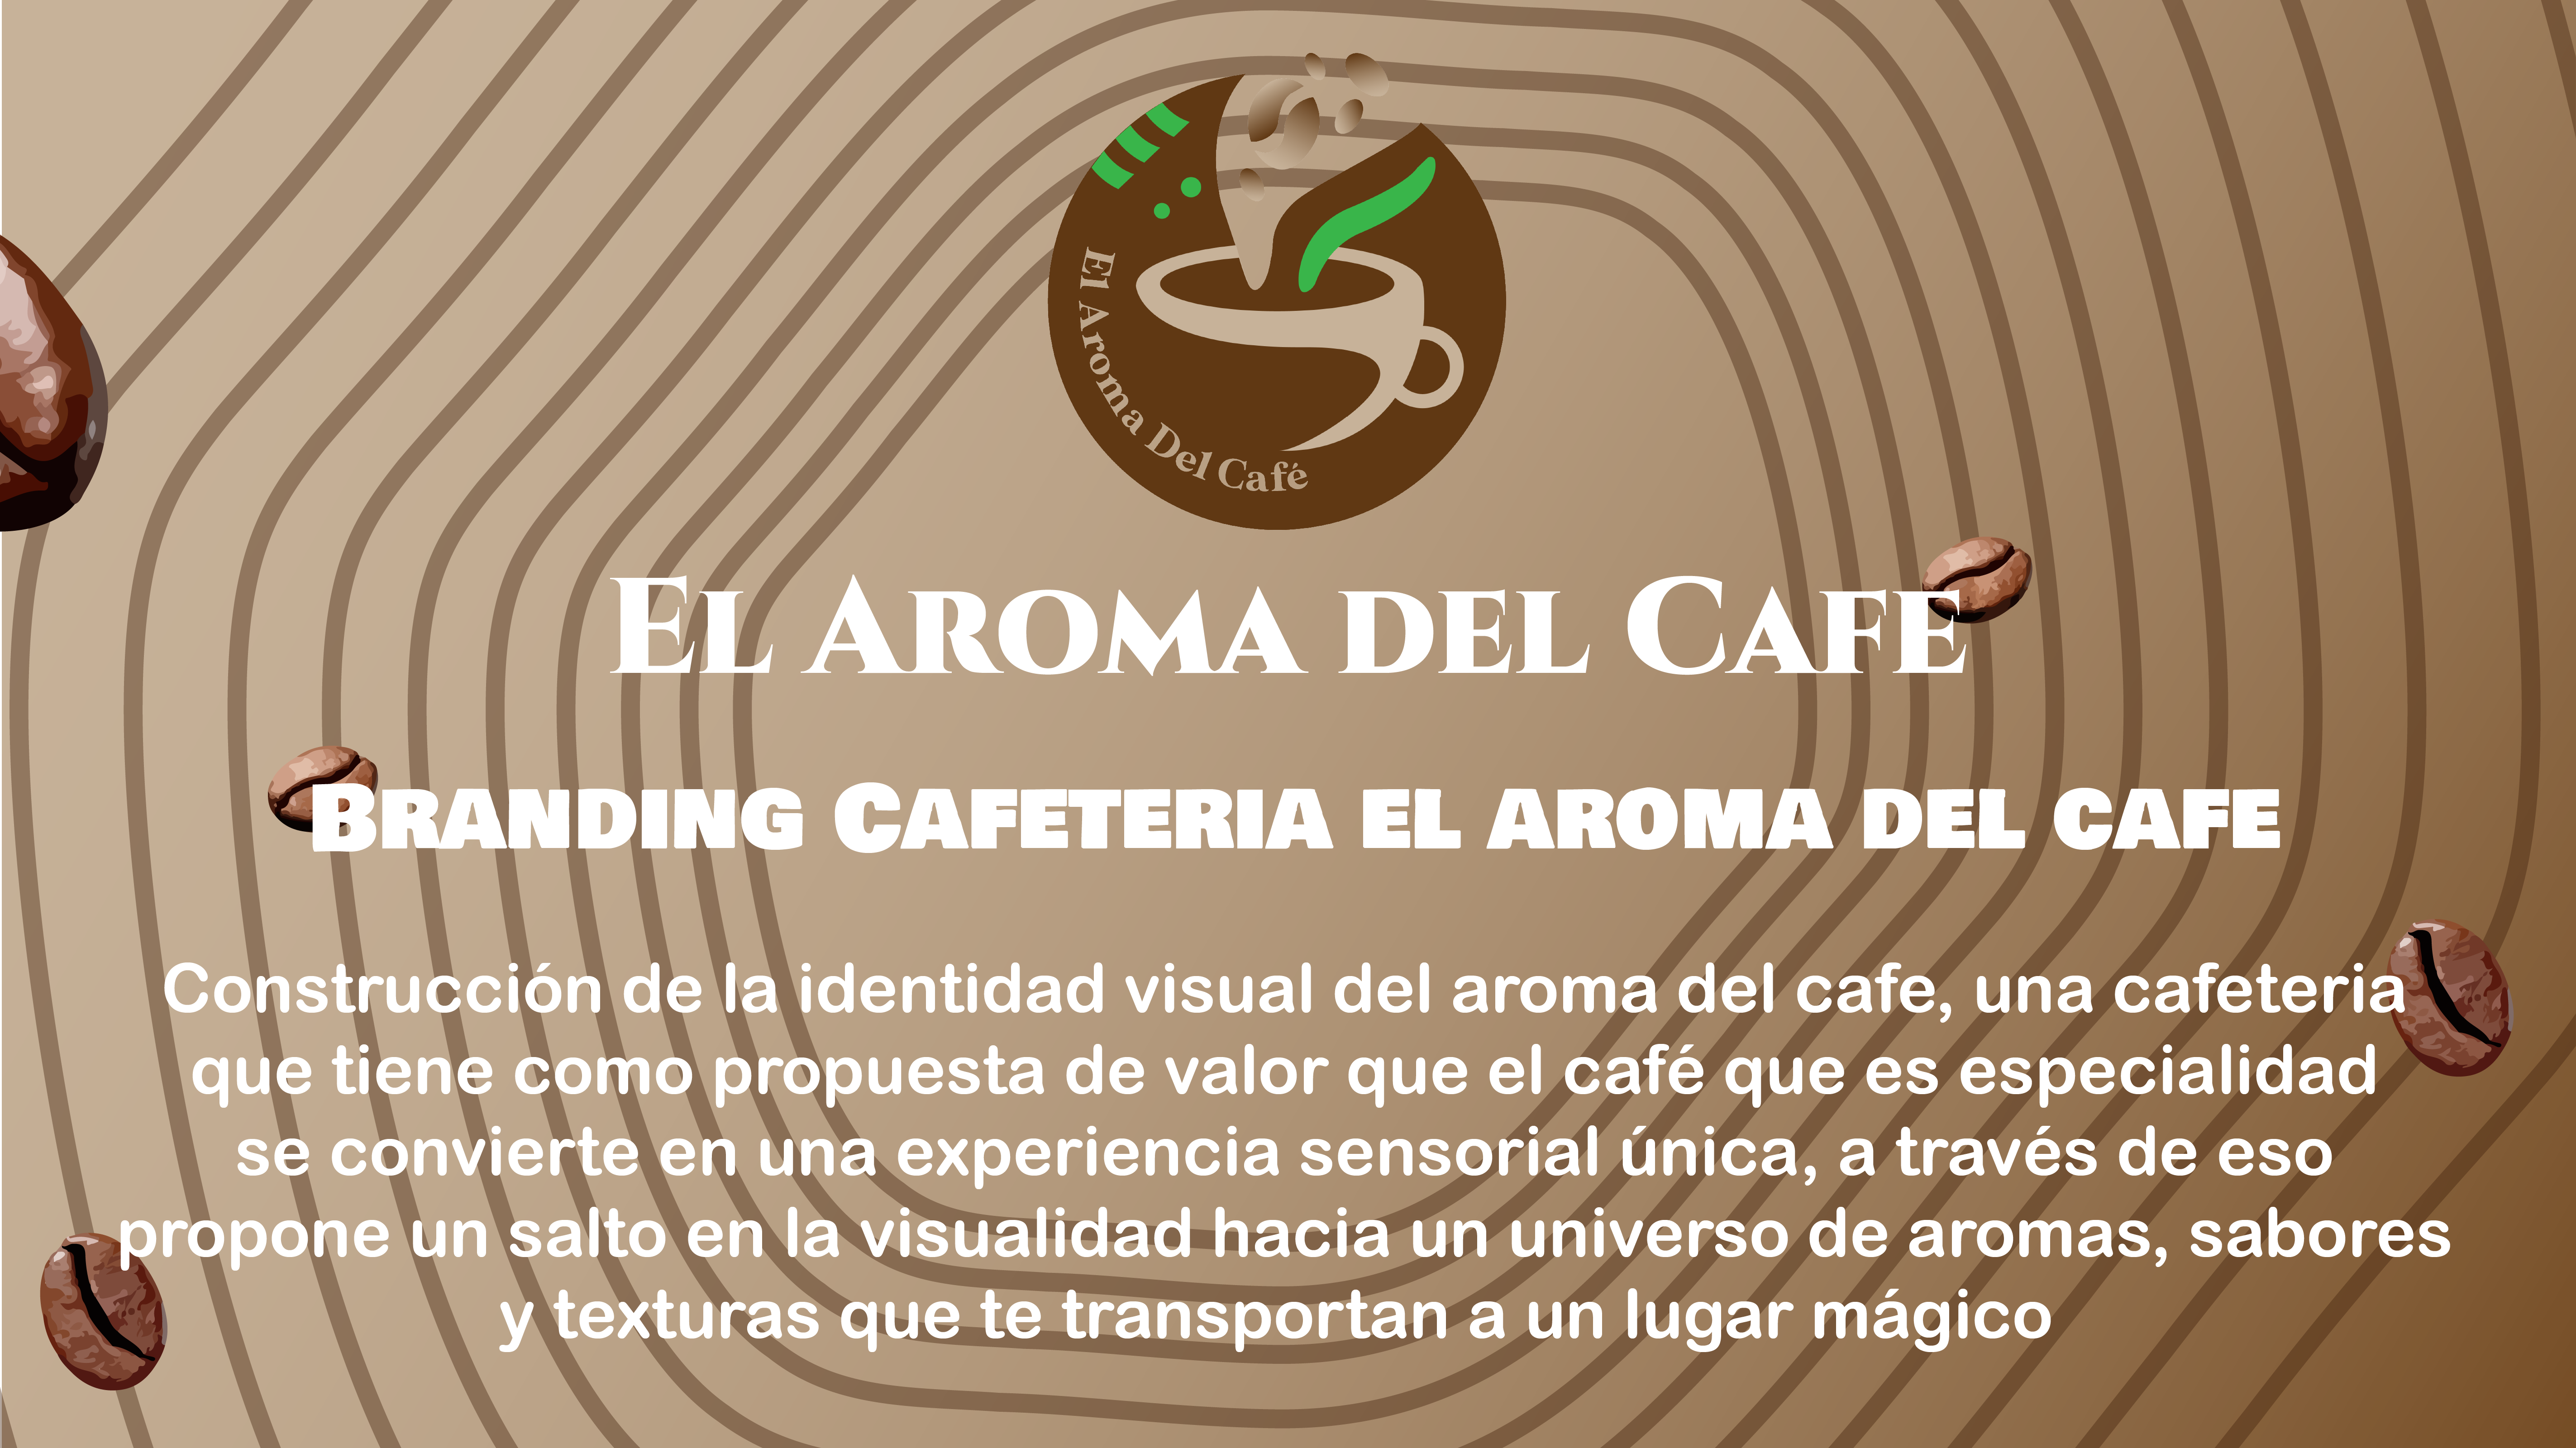 El Aroma Del Café
El Aroma del Cafe
Branding Cafeteria el aroma del cafe
Construcción de la identidad visual del aroma del cafe, una cafeteria
que tiene como propuesta de valor que el café que es especialidad
se convierte en una experiencia sensorial única, a través de eso
propone un salto en la visualidad hacia un universo de aromas, sabores
y texturas que te transportan a un lugar mágico